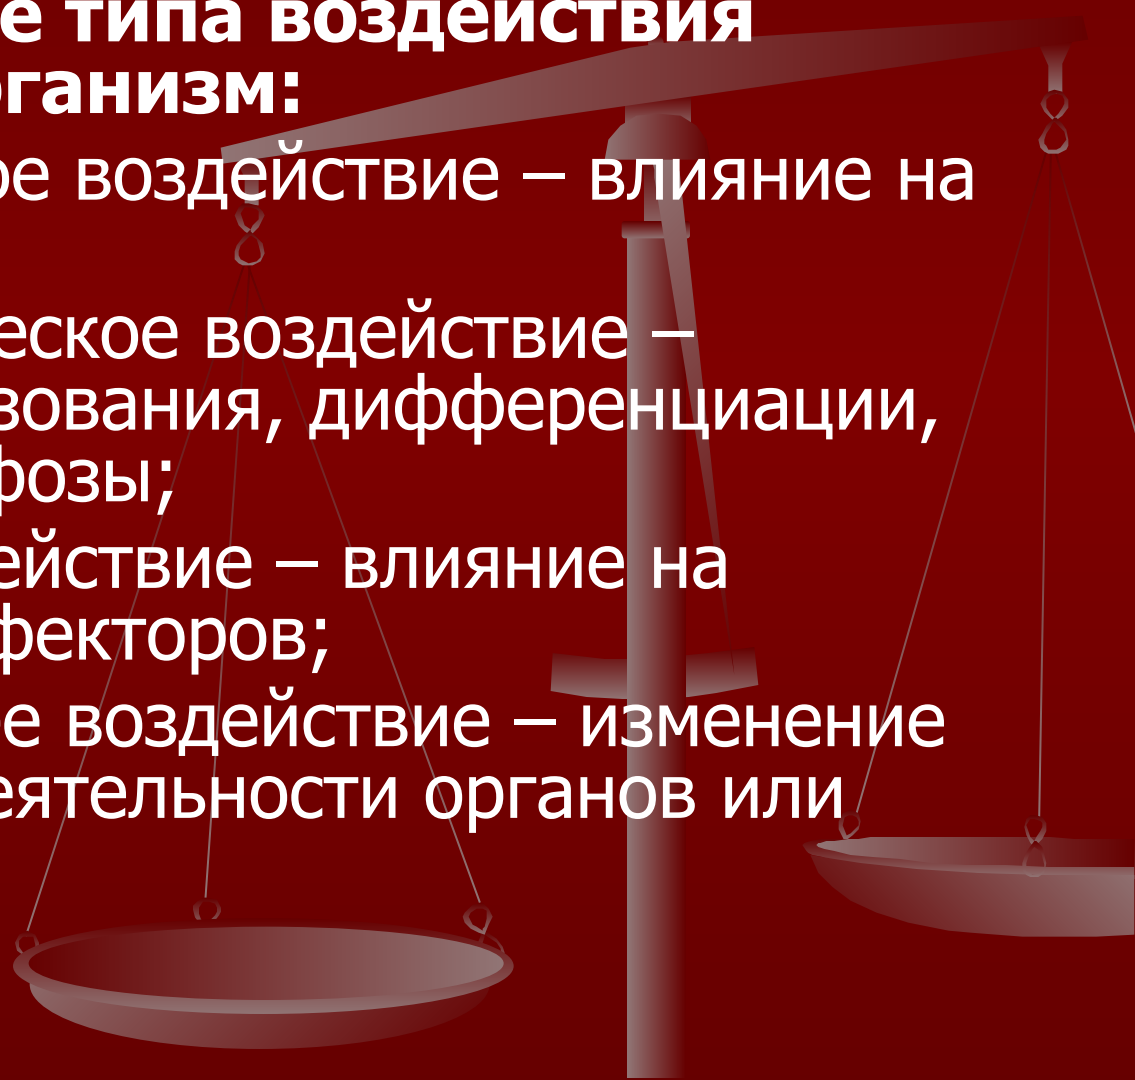 е типа воздействия
рганизм:
ое воздействие – влияние на
еское воздействие –
зования, дифференциации,
фозы;
ействие – влияние на
фекторов;
ое воздействие – изменение
еятельности органов или